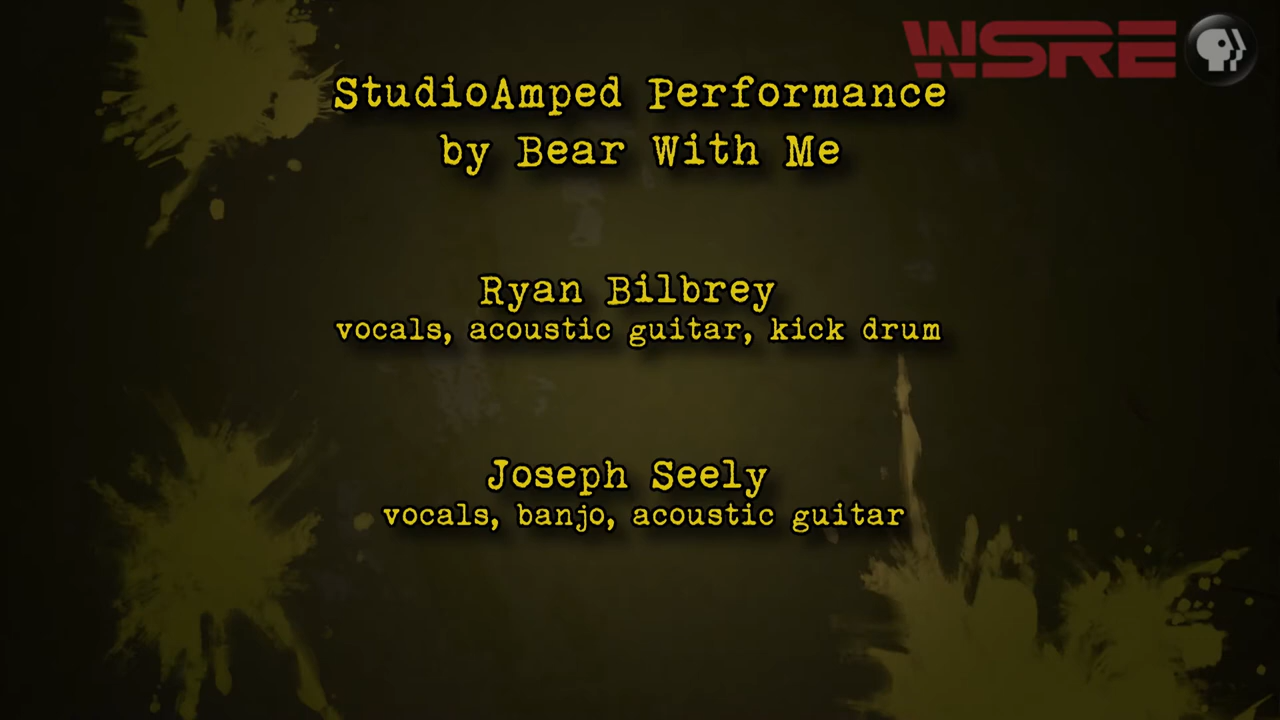 WSRE
StudioAmped Performance
by Bear With Me
Ryan Bilbrey
vocals, acoustic guitar, kick drum
Joseph Seely
vocals, banjo, acoustic guitar